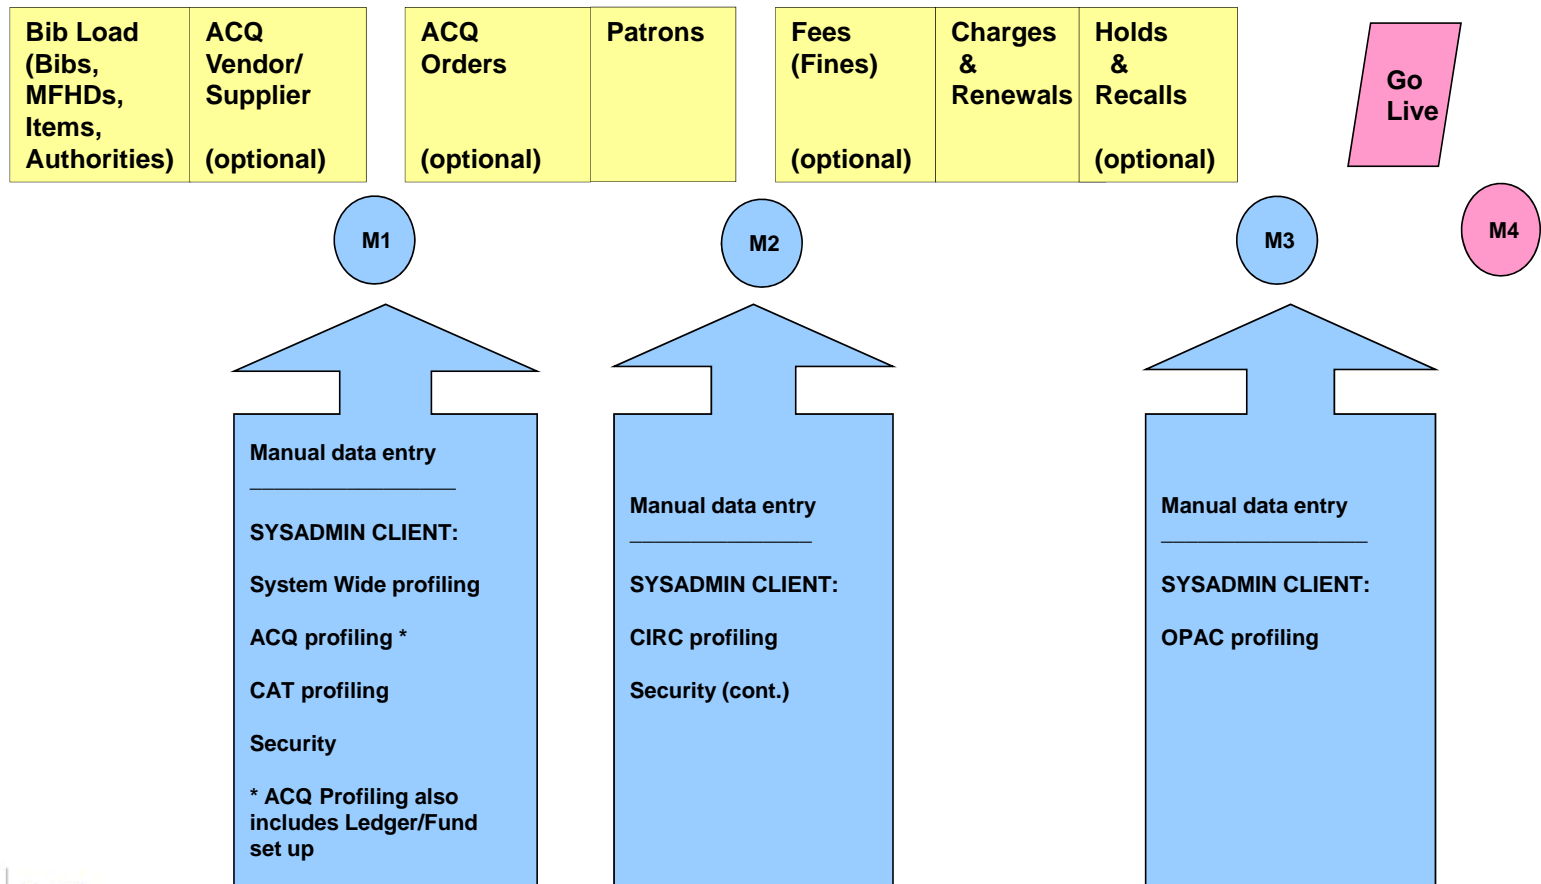 Bib Load
(Bibs,
MFHDs,
Items,
Authorities)
ACQ
Vendor/
Supplier
(optional)
ACQ
Orders
(optional)
Patrons
Fees
(Fines)
(optional)
Charges
&
Renewals
Holds
&
Recalls
(optional)
Go
Live
M1
M2
M3
M4
Manual data entry
_________________
SYSADMIN CLIENT:
System Wide profiling
ACQ profiling *
CAT profiling
Security
* ACQ Profiling also
includes Ledger/Fund
set up
Manual data entry
_______________
SYSADMIN CLIENT:
CIRC profiling
Security (cont.)
Manual data entry
_________________
SYSADMIN CLIENT:
OPAC profiling